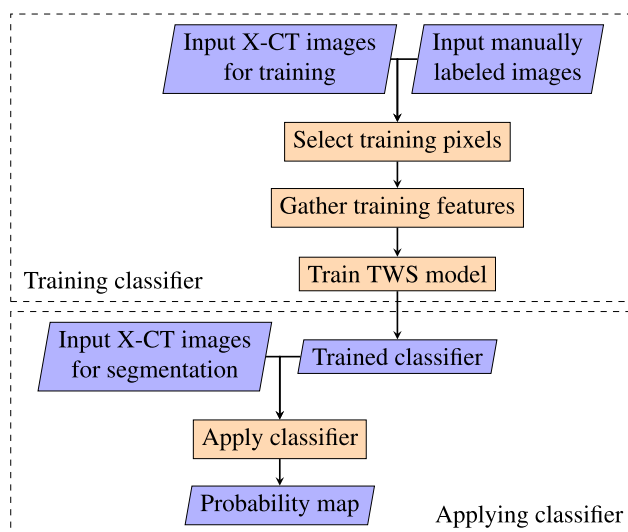 Input X-CT images
for training
Input manually
labeled images
Select training pixels
Gather training features
Train TWS model
Training classifier
Input X-CT images
for segmentation
Trained classifier
Apply classifier
Probability map
Applying classifier